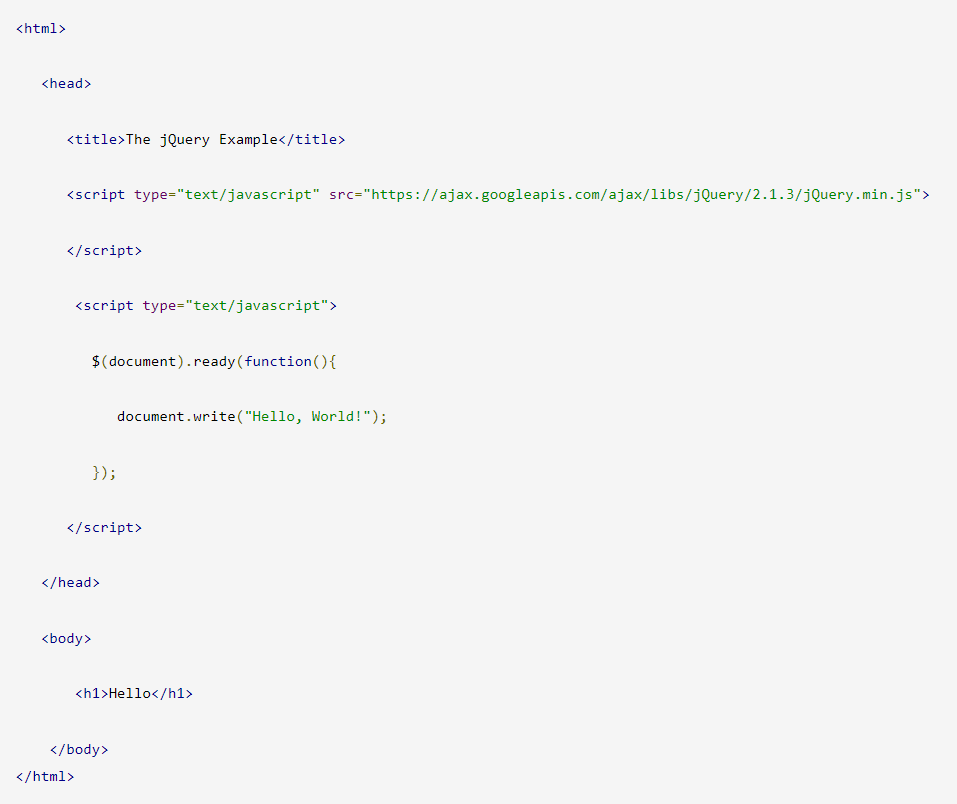 <html>
<head>
<title>The jQuery Example</title>
<script type="text/javascript" src="https://ajax.googleapis.com/ajax/libs/jQuery/2.1.3/jQuery.min.js">
</script>
<script type="text/javascript">
$(document).ready(function(){
document.write("Hello, World!");
});
</script>
</head>
<body>
<h1>Hello</h1>
</body>
</html>